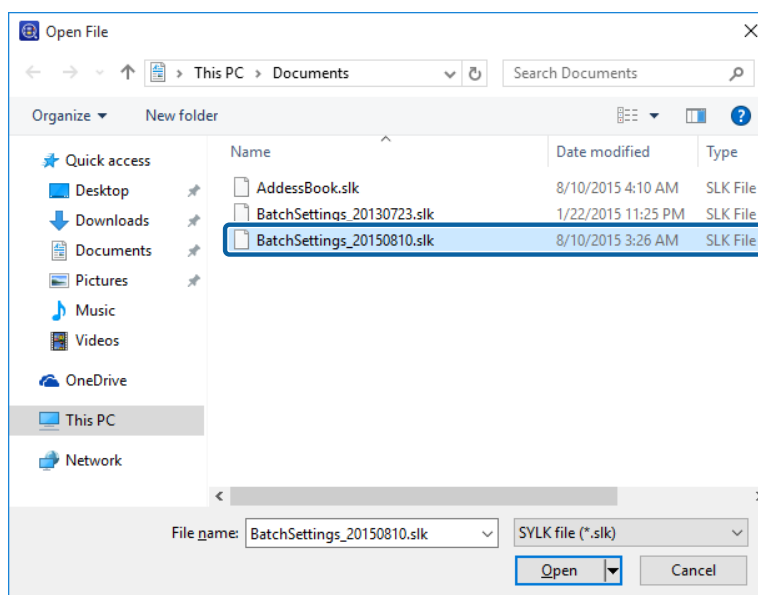 Open File
This PC > Documents
Search Documents
Organize
New folder
Name
Date modified
Type
Quick access
Desktop
Downloads
Documents
Pictures
Music
Videos
OneDrive
This PC
Network
AddessBook.slk 8/10/2015 4:10 AM SLK File
BatchSettings_20130723.slk 1/22/2015 11:25 PM SLK File
BatchSettings_20150810.slk 8/10/2015 3:26 AM SLK File
File name: BatchSettings_20150810.slk
SYLK file (*.slk)
Open
Cancel